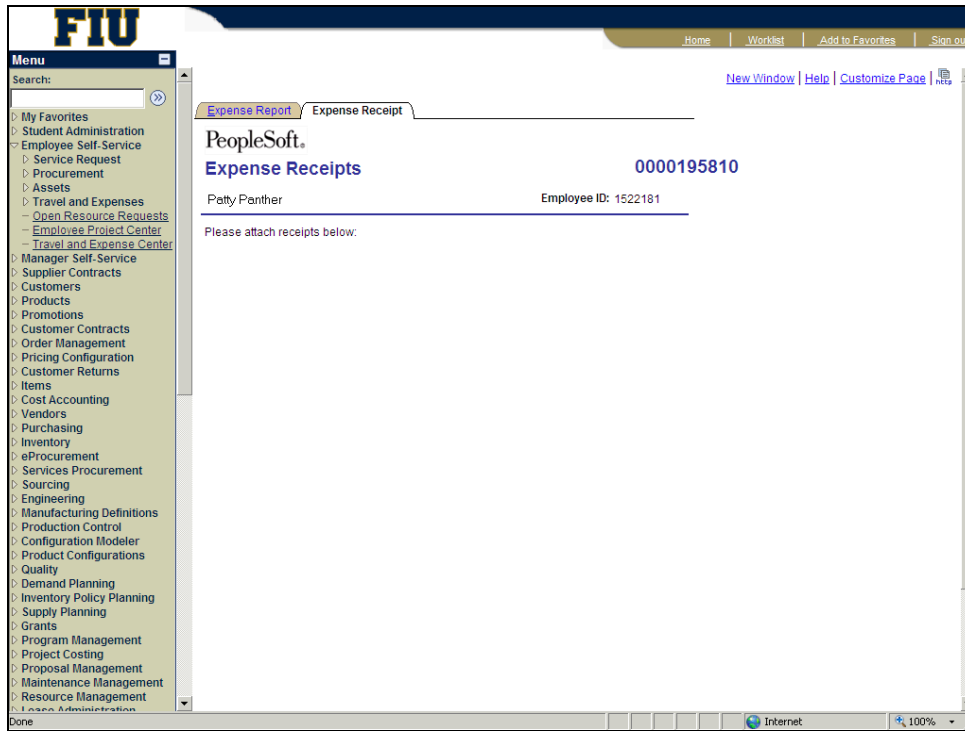 FIU
Home Worklist Add to Favorites Sign ou
Menu
New Window | Help | Customize Page | http
Search:
My Favorites
Student Administration
Employee Self-Service
Service Request
Procurement
Assets
Travel and Expenses
Open Resource Requests
Employee Project Center
Travel and Expense Center
Manager Self-Service
Supplier Contracts
Customers
Products
Promotions
Customer Contracts
Order Management
Pricing Configuration
Customer Returns
Items
Cost Accounting
Vendors
Purchasing
Inventory
eProcurement
Services Procurement
Sourcing
Engineering
Manufacturing Definitions
Production Control
Configuration Modeler
Product Configurations
Quality
Demand Planning
Inventory Policy Planning
Supply Planning
Grants
Program Management
Project Costing
Proposal Management
Maintenance Management
Resource Management
Lease Administration
Expense Report Expense Receipt
PeopleSoft.
Expense Receipts 0000195810
Patty Panther Employee ID: 1522181
Please attach receipts below:
Done Internet 100%